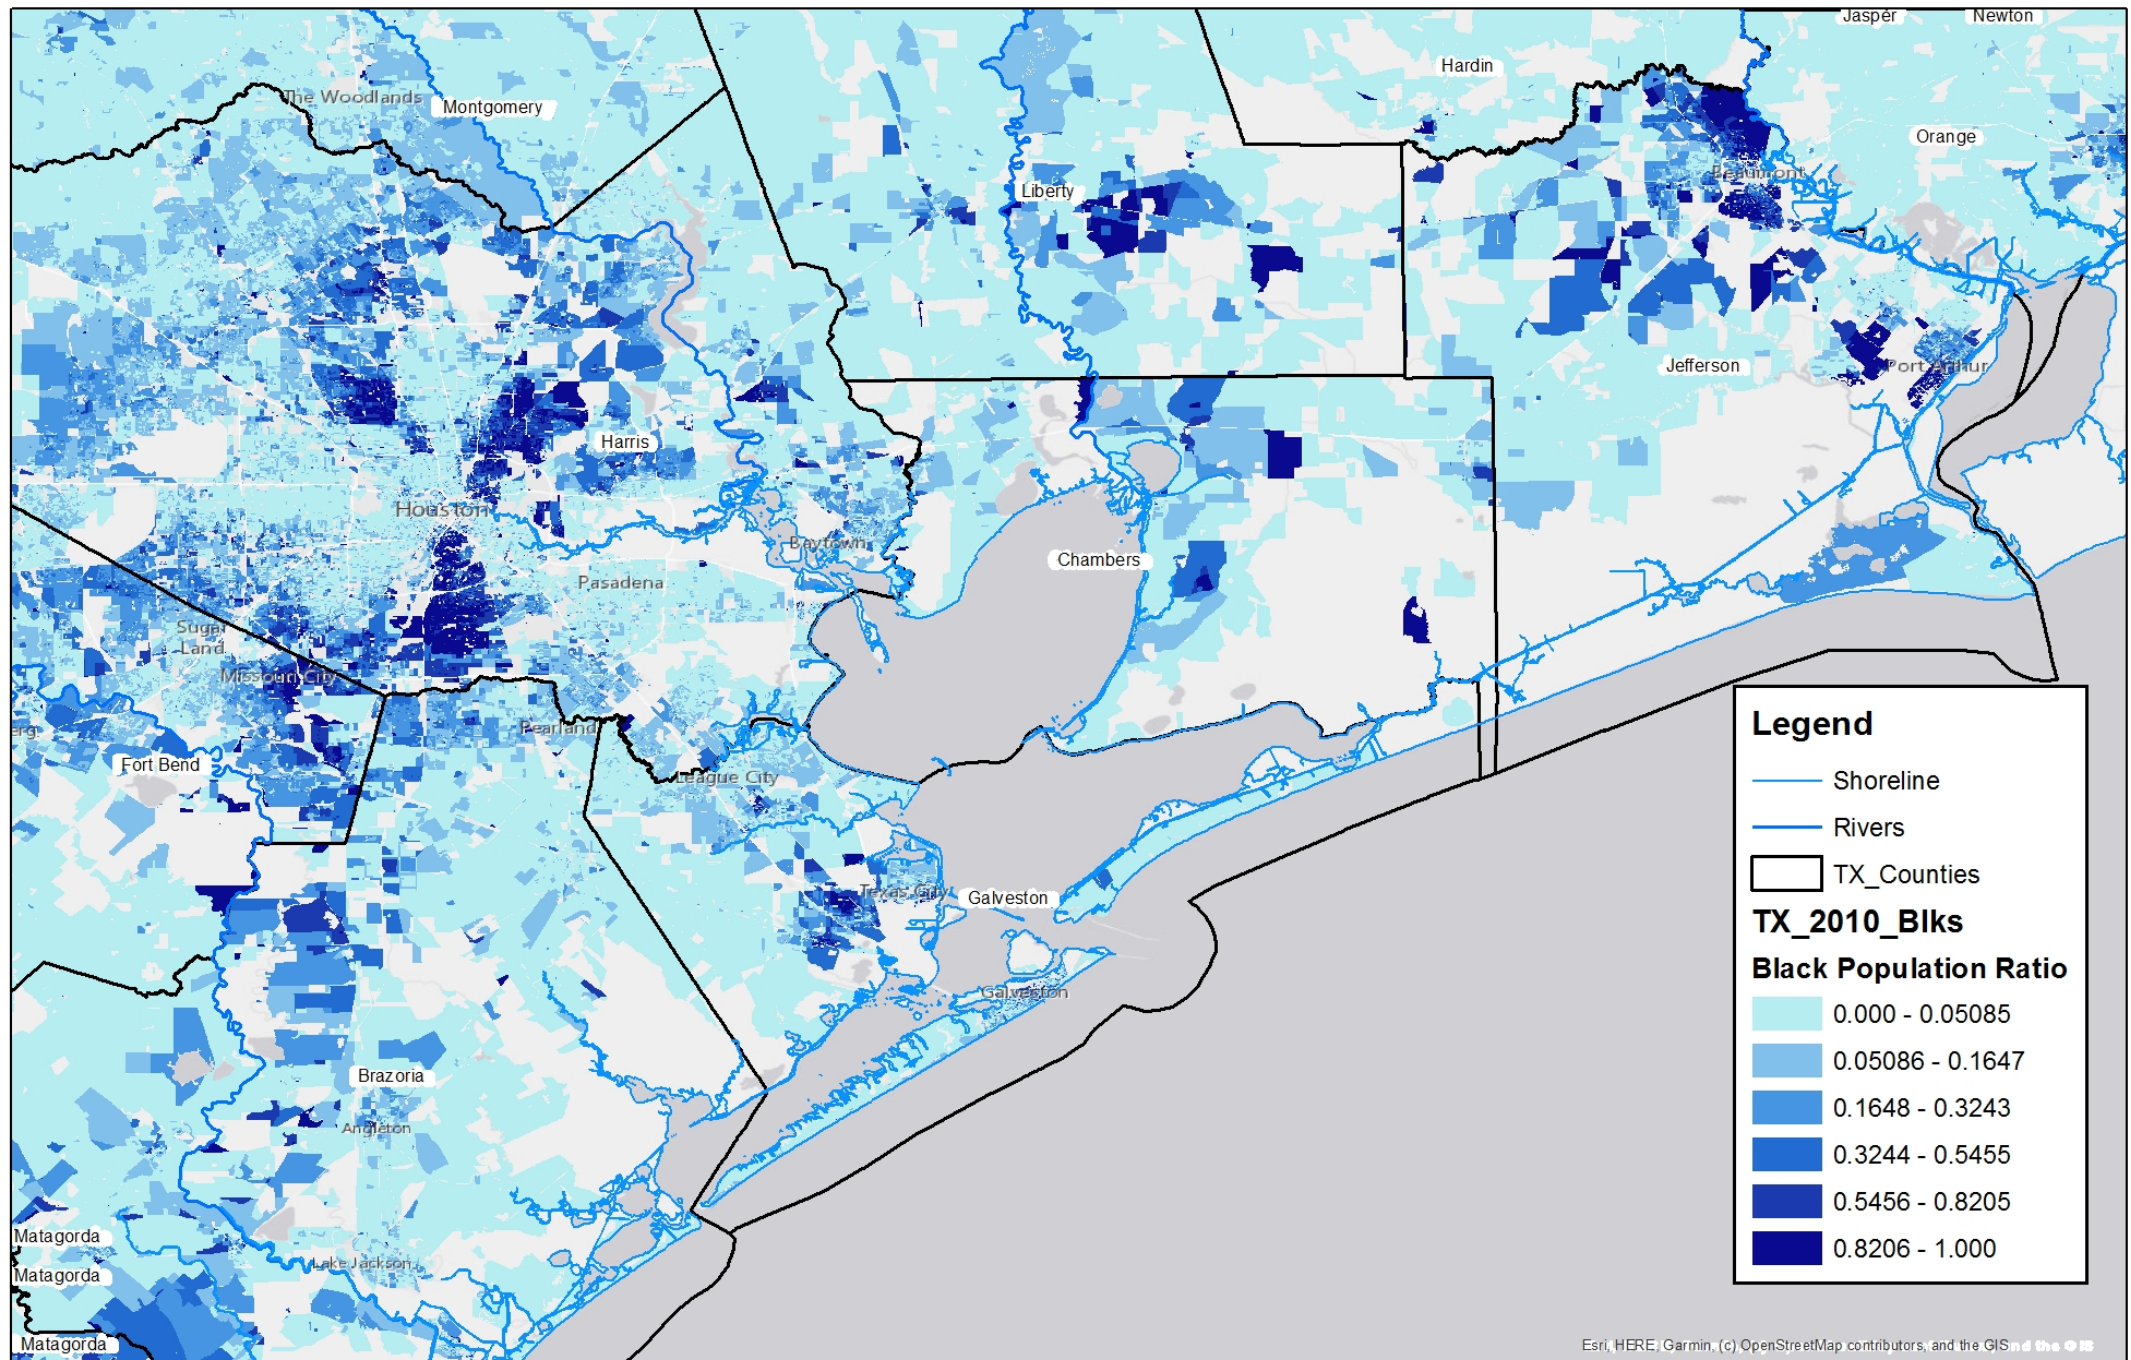 Jasper
Newton
Hardin
The Woodlands
Montgomery
Orange
Beaumont
Liberty
Jefferson
Port Arthur
Harris
Houston
Baytown
Chambers
Pasadena
Sugar
Land
Missouri City
erg
Pearland
Fort Bend
League City
Texas City
Galveston
Galveston
Brazoria
Angleton
Matagorda
Lake Jackson
Matagorda
Matagorda
Legend
Shoreline
Rivers
TX_Counties
TX_2010_Blks
Black Population Ratio
0.000 - 0.05085
0.05086 - 0.1647
0.1648 - 0.3243
0.3244 - 0.5455
0.5456 - 0.8205
0.8206 - 1.000
Esri, HERE, Garmin, (c) OpenStreetMap contributors, and the GIS